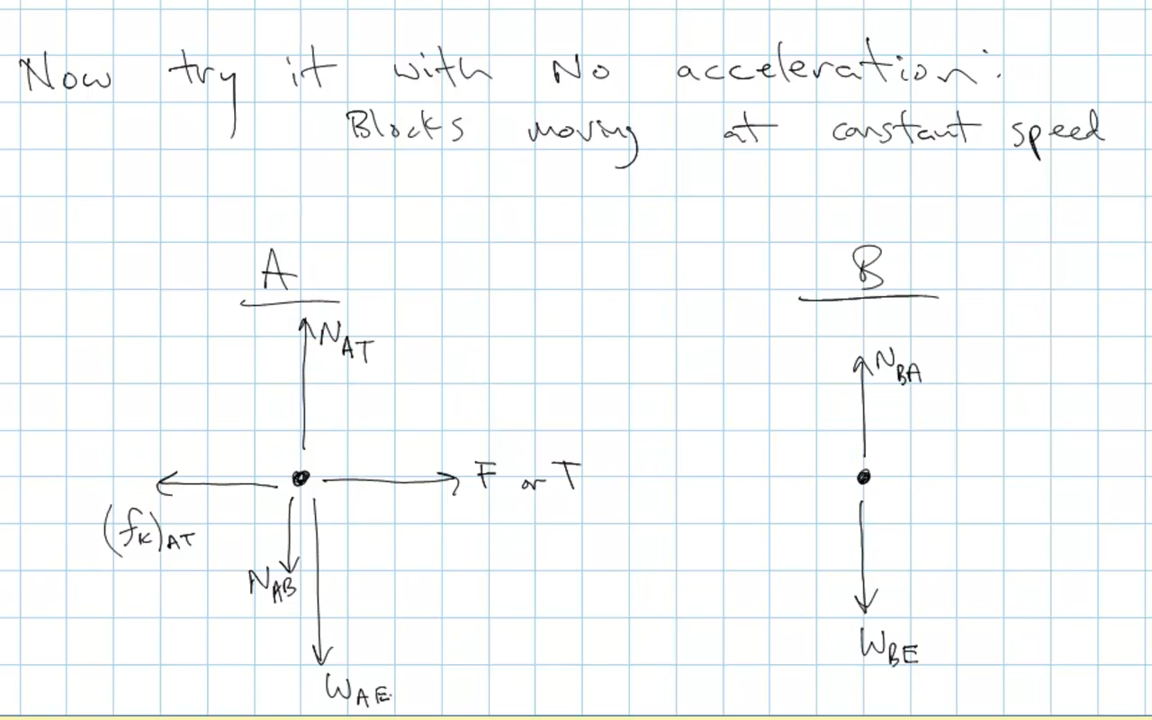 Now try it with No acceleration:
Blocks moving at constant speed
A
B
N_AT
N_BA
F or T
(f_K)_AT
N_AB
W_BE
W_AE